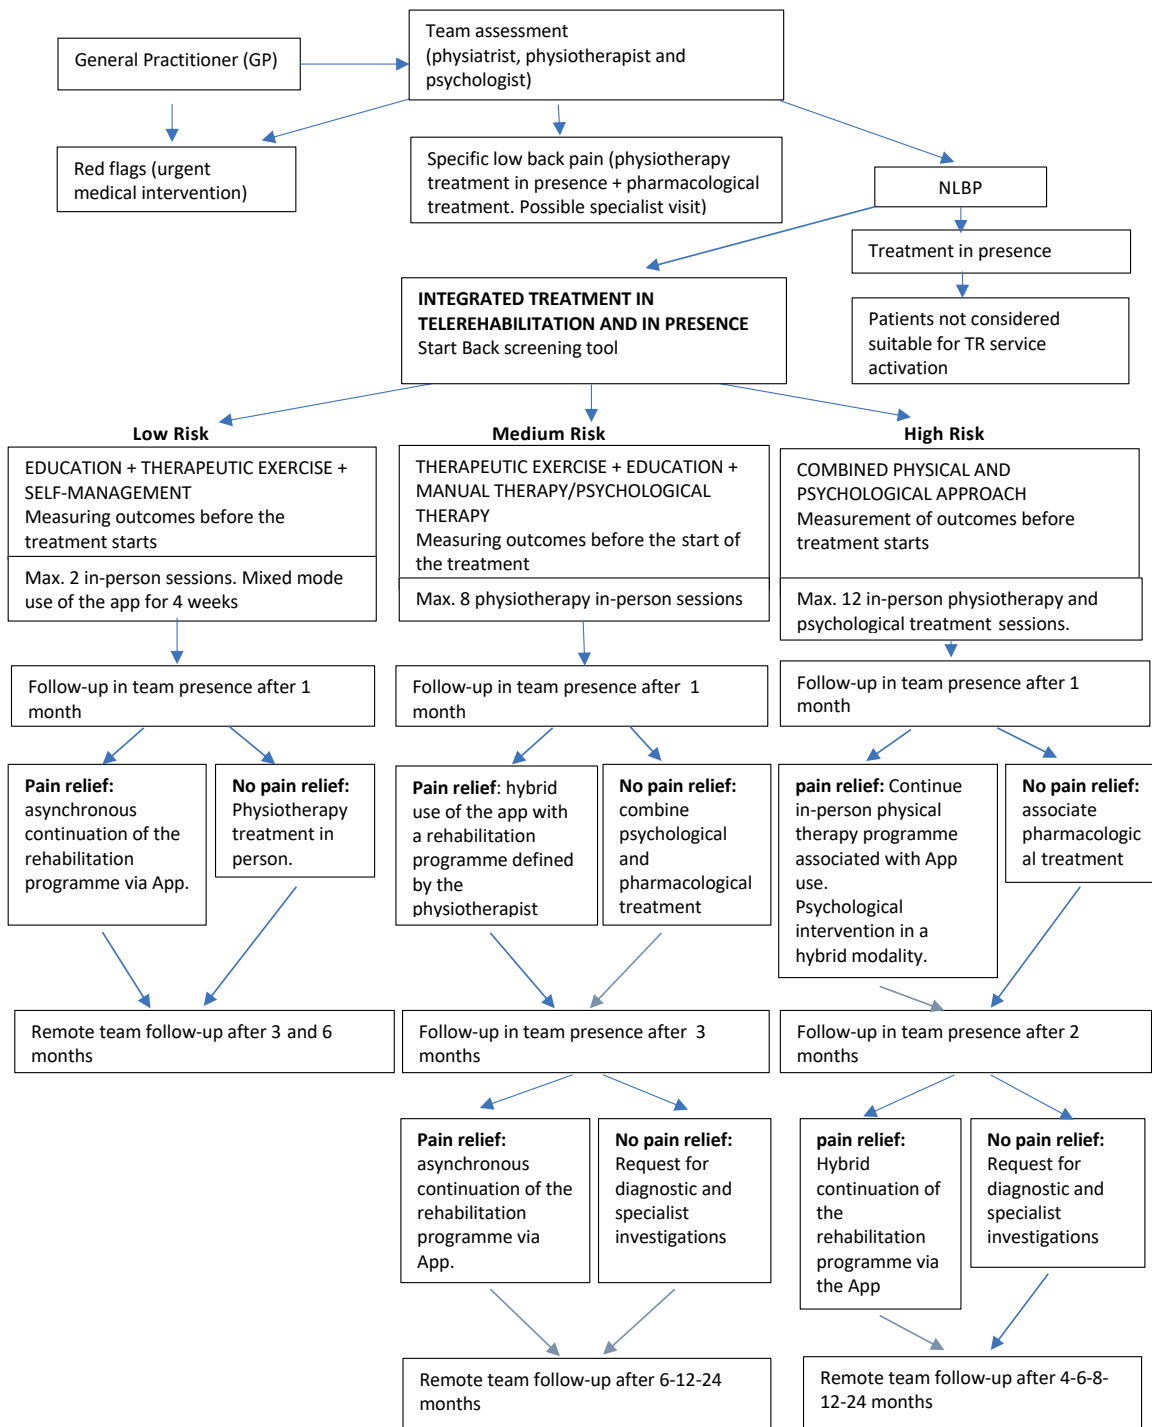 General Practitioner (GP)
Team assessment
(physiatrist, physiotherapist and
psychologist)
Red flags (urgent
medical intervention)
Specific low back pain (physiotherapy
treatment in presence + pharmacological
treatment. Possible specialist visit)
NLBP
Treatment in presence
Patients not considered
suitable for TR service
activation
INTEGRATED TREATMENT IN
TELEREHABILITATION AND IN PRESENCE
Start Back screening tool
Low Risk
EDUCATION + THERAPEUTIC EXERCISE +
SELF-MANAGEMENT
Measuring outcomes before the
treatment starts
Max. 2 in-person sessions. Mixed mode
use of the app for 4 weeks
Follow-up in team presence after 1
month
Pain relief:
asynchronous
continuation of the
rehabilitation
programme via App.
No pain relief:
Physiotherapy
treatment in
person.
Remote team follow-up after 3 and 6
months
Medium Risk
THERAPEUTIC EXERCISE + EDUCATION +
MANUAL THERAPY/PSYCHOLOGICAL
THERAPY
Measuring outcomes before the start of
the treatment
Max. 8 physiotherapy in-person sessions
Follow-up in team presence after 1
month
Pain relief: hybrid
use of the app with
a rehabilitation
programme defined
by the
physiotherapist
No pain relief:
combine
psychological
and
pharmacological
treatment
Follow-up in team presence after 3
months
Pain relief:
asynchronous
continuation of the
rehabilitation
programme via
App.
No pain relief:
Request for
diagnostic and
specialist
investigations
Remote team follow-up after 6-12-24
months
High Risk
COMBINED PHYSICAL AND
PSYCHOLOGICAL APPROACH
Measurement of outcomes before
treatment starts
Max. 12 in-person physiotherapy and
psychological treatment sessions.
Follow-up in team presence after 1
month
pain relief: Continue
in-person physical
therapy programme
associated with App
use.
Psychological
intervention in a
hybrid modality.
No pain relief:
associate
pharmacologic
al treatment
Follow-up in team presence after 2
months
pain relief:
Hybrid
continuation of
the
rehabilitation
programme via
the App
No pain relief:
Request for
diagnostic and
specialist
investigations
Remote team follow-up after 4-6-8-
12-24 months